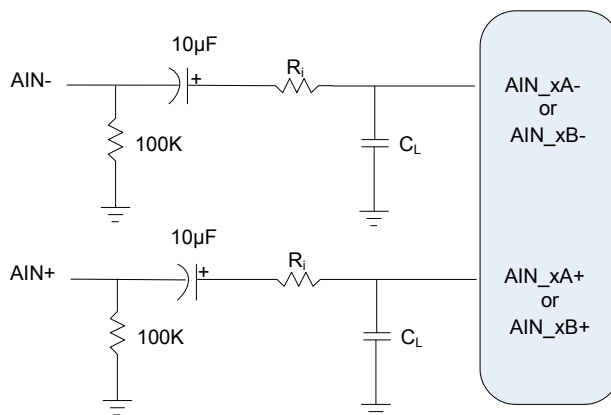 10µF
AIN-
+
Ri
AIN_xA-
or
AIN_xB-
100K
CL
10µF
AIN+
+
Ri
AIN_xA+
or
AIN_xB+
100K
CL